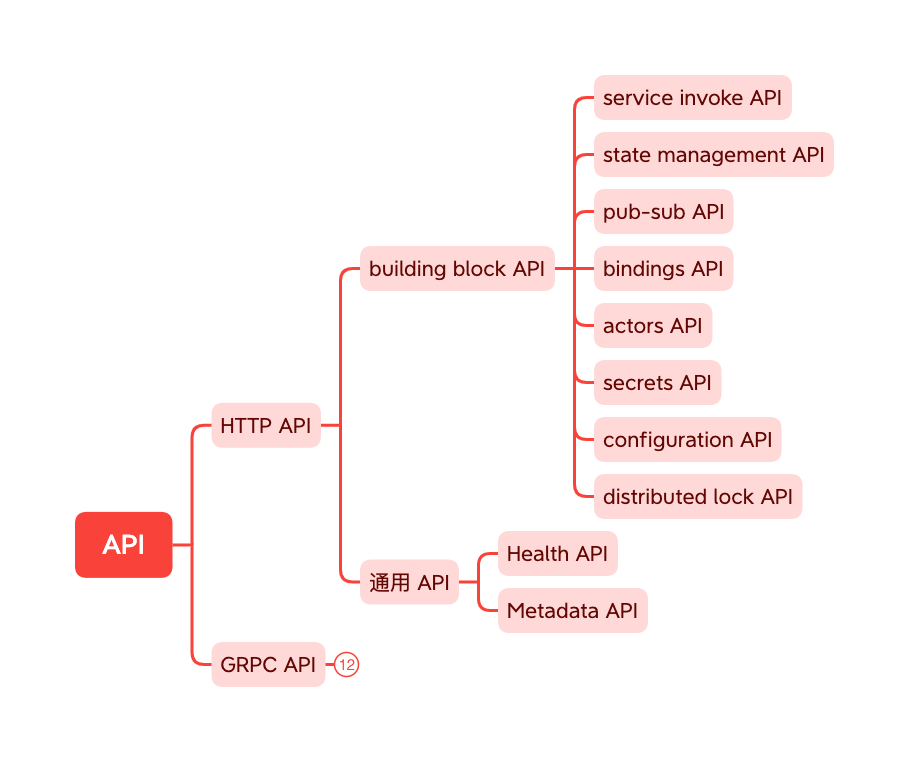 API
HTTP API
building block API
service invoke API
state management API
pub-sub API
bindings API
actors API
secrets API
configuration API
distributed lock API
通用 API
Health API
Metadata API
GRPC API
12